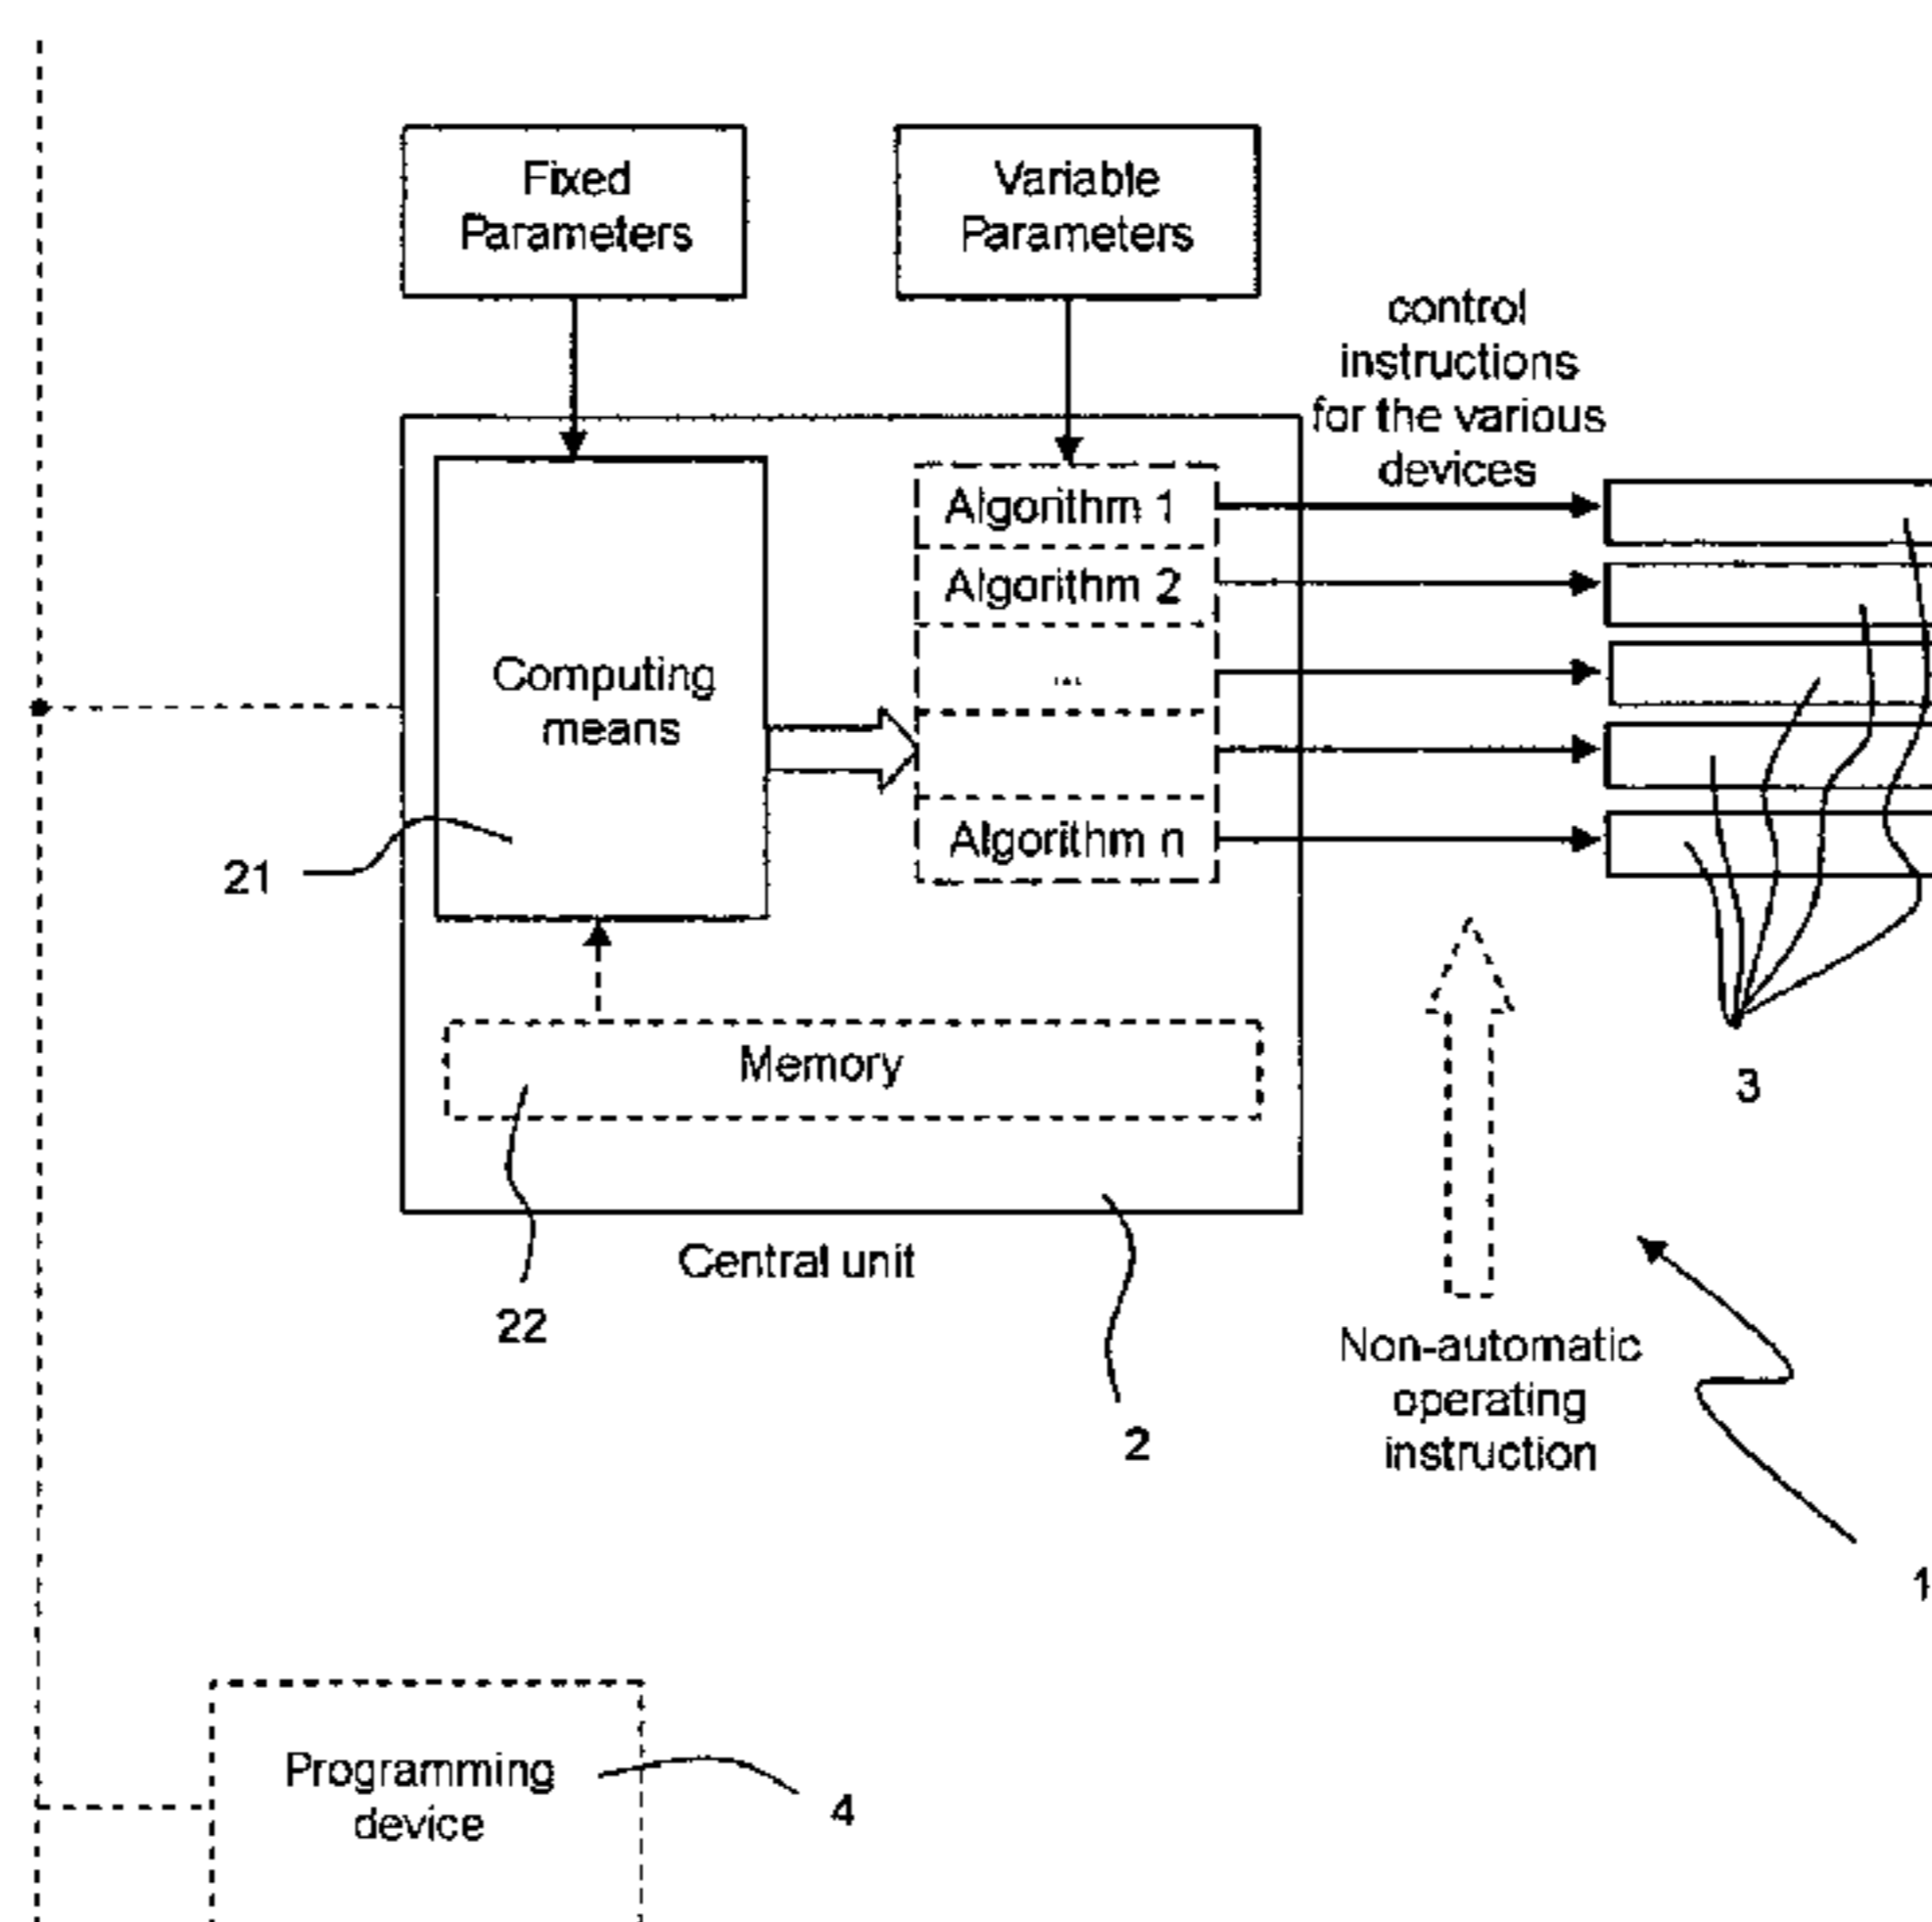 Fixed
Parameters
Variable
Parameters
control
instructions
for the various
devices
Algorithm 1
Algorithm 2
...
Algorithm n
Computing
means
21
Memory
3
Central unit
22
2
Non-automatic
operating
instruction
1
Programming
device
4